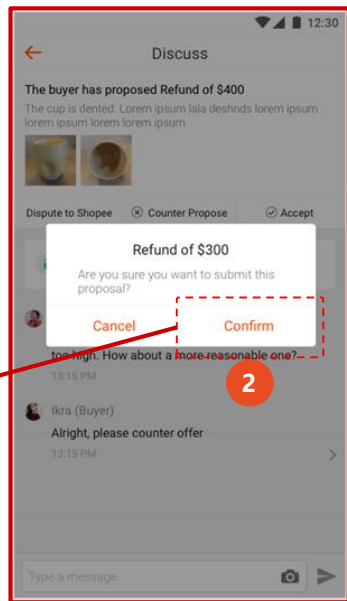 12:30
Discuss
The buyer has proposed Refund of $400
The cup is dented. Lorem ipsum lala deshnds lorem ipsum
lorem ipsum lorem lorem ipsum
Dispute to Shopee Counter Propose Accept
Refund of $300
Are you sure you want to submit this
proposal?
Cancel Confirm
too high. How about a more reasonable one?
13:15 PM
2
Ikra (Buyer)
Alright, please counter offer
13:15 PM
Type a message